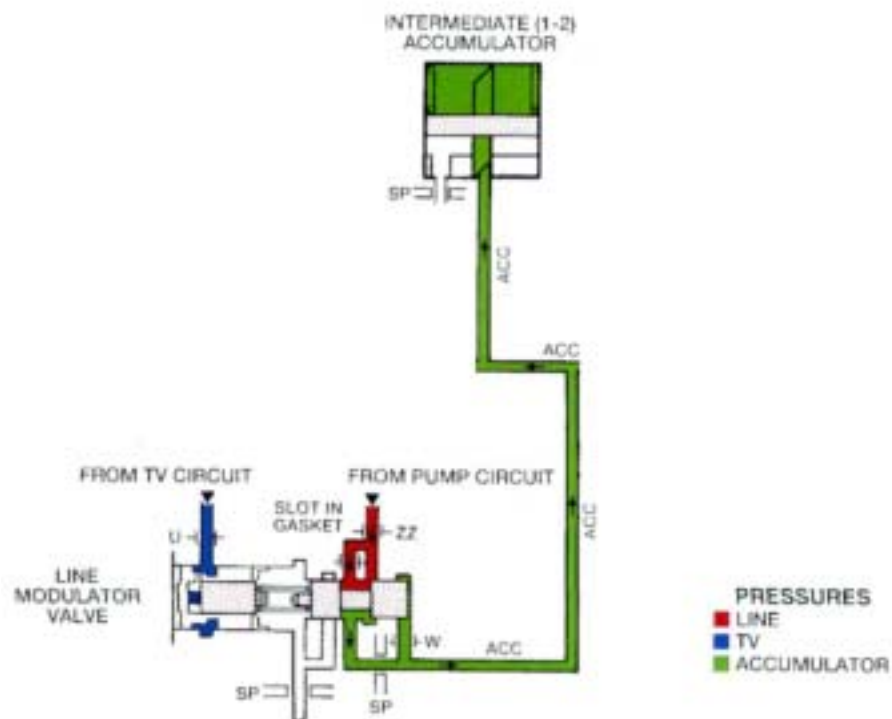 INTERMEDIATE (1-2)
ACCUMULATOR
SP
ACC
ACC
ACC
FROM TV CIRCUIT
FROM PUMP CIRCUIT
SLOT IN
GASKET
U
ZZ
LINE
MODULATOR
VALVE
W
ACC
SP
SP
PRESSURES
LINE
TV
ACCUMULATOR